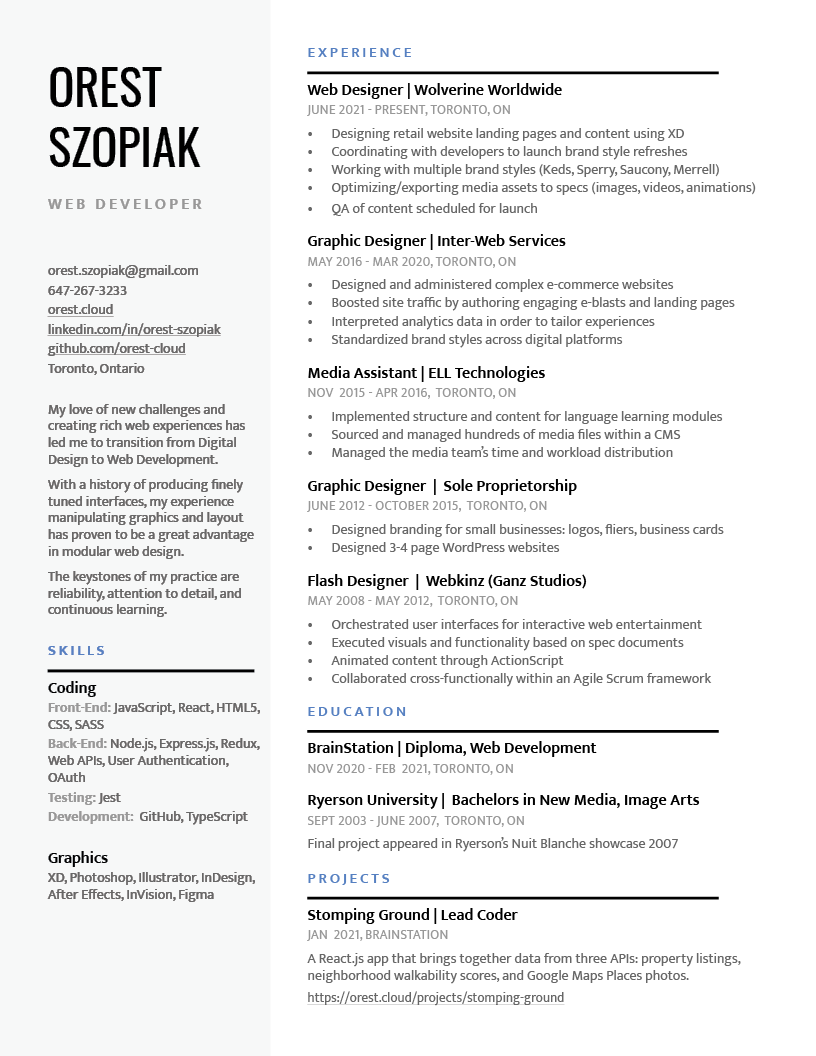 OREST
SZOPIAK
WEB DEVELOPER
orest.szopiak@gmail.com
647-267-3233
orest.cloud
linkedin.com/in/orest-szopiak
github.com/orest-cloud
Toronto, Ontario
My love of new challenges and
creating rich web experiences has
led me to transition from Digital
Design to Web Development.
With a history of producing finely
tuned interfaces, my experience
manipulating graphics and layout
has proven to be a great advantage
in modular web design.
The keystones of my practice are
reliability, attention to detail, and
continuous learning.
SKILLS
Coding
Front-End: JavaScript, React, HTML5,
CSS, SASS
Back-End: Node.js, Express.js, Redux,
Web APIs, User Authentication,
OAuth
Testing: Jest
Development: GitHub, TypeScript
Graphics
XD, Photoshop, Illustrator, InDesign,
After Effects, InVision, Figma
EXPERIENCE
Web Designer | Wolverine Worldwide
JUNE 2021 - PRESENT, TORONTO, ON
• Designing retail website landing pages and content using XD
• Coordinating with developers to launch brand style refreshes
• Working with multiple brand styles (Keds, Sperry, Saucony, Merrell)
• Optimizing/exporting media assets to specs (images, videos, animations)
• QA of content scheduled for launch
Graphic Designer | Inter-Web Services
MAY 2016 - MAR 2020, TORONTO, ON
• Designed and administered complex e-commerce websites
• Boosted site traffic by authoring engaging e-blasts and landing pages
• Interpreted analytics data in order to tailor experiences
• Standardized brand styles across digital platforms
Media Assistant | ELL Technologies
NOV 2015 - APR 2016, TORONTO, ON
• Implemented structure and content for language learning modules
• Sourced and managed hundreds of media files within a CMS
• Managed the media team's time and workload distribution
Graphic Designer | Sole Proprietorship
JUNE 2012 - OCTOBER 2015, TORONTO, ON
• Designed branding for small businesses: logos, fliers, business cards
• Designed 3-4 page WordPress websites
Flash Designer | Webkinz (Ganz Studios)
MAY 2008 - MAY 2012, TORONTO, ON
• Orchestrated user interfaces for interactive web entertainment
• Executed visuals and functionality based on spec documents
• Animated content through ActionScript
• Collaborated cross-functionally within an Agile Scrum framework
EDUCATION
BrainStation | Diploma, Web Development
NOV 2020 - FEB 2021, TORONTO, ON
Ryerson University | Bachelors in New Media, Image Arts
SEPT 2003 - JUNE 2007, TORONTO, ON
Final project appeared in Ryerson's Nuit Blanche showcase 2007
PROJECTS
Stomping Ground | Lead Coder
JAN 2021, BRAINSTATION
A React.js app that brings together data from three APIs: property listings,
neighborhood walkability scores, and Google Maps Places photos.
https://orest.cloud/projects/stomping-ground